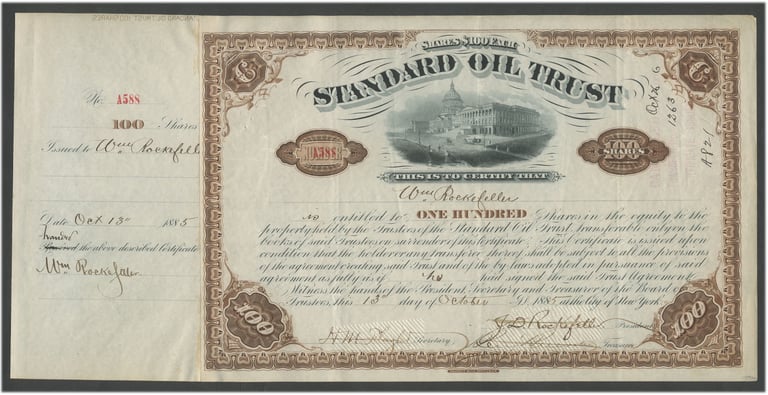 No. A588
100 Shares
Issued to Wm Rockefell
Date Oct 13th 1885
the above described Certificate
Wm Rockefeller
SHARES $100 EACH
STANDARD OIL TRUST
A588
100 SHARES
THIS IS TO CERTIFY THAT
Wm Rockefeller
is entitled to ONE HUNDRED Shares in the equity to the
property held by the Trustees of the Standard Oil Trust transferable only on the
books of said Trustees on surrender of this Certificate. This Certificate is issued upon
condition that the holder or any transferee thereof shall be subject to all the provisions
of the agreement creating said Trust and of the by laws adopted in pursuance of said
agreement as fully as if he had signed the said Trust Agreement.
Witness the hands of the President, Secretary and Treasurer of the Board of
Trustees, this 13th day of October A.D. 1885 at the City of New York.
Secretary
J D Rockefeller President
Treasurer
100
100
Oct 26
1263
A 821